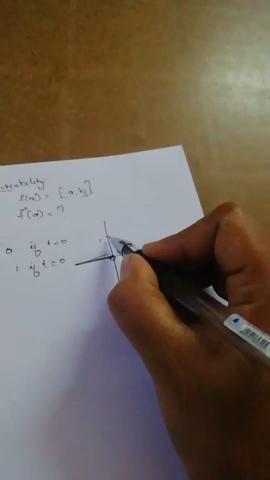 f(a) = [a, b]
f'(a) = ?
0 if t < 0
1 if t ≥ 0